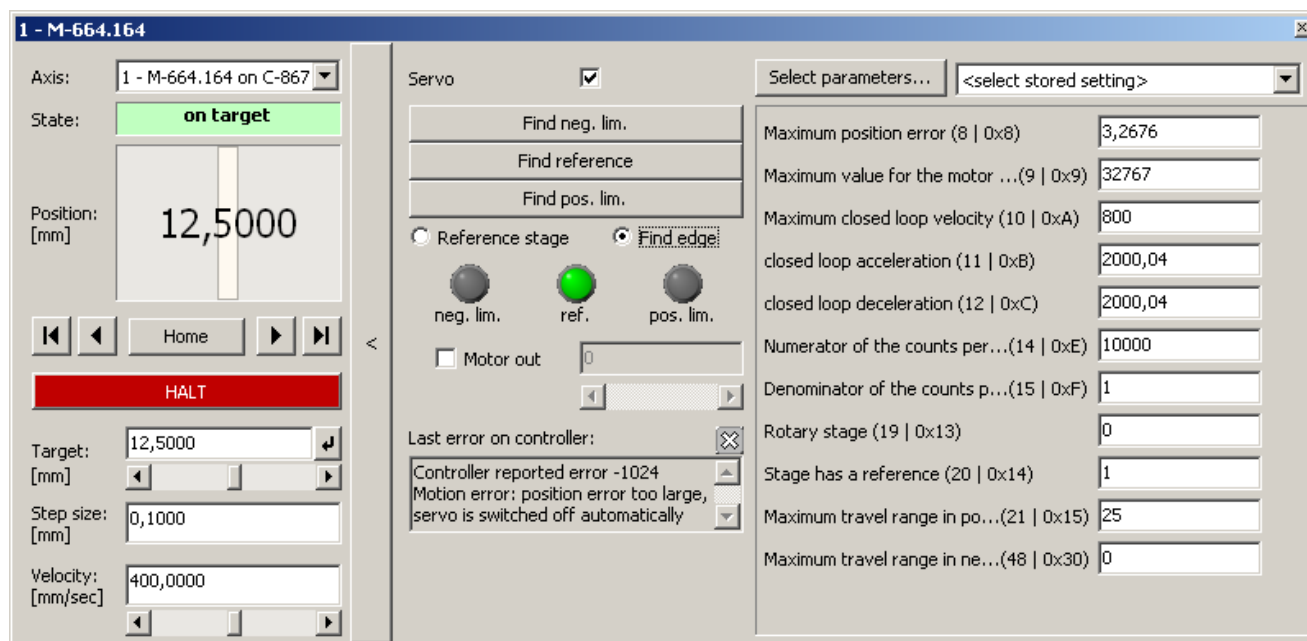 1 - M-664.164
Axis:
1 - M-664.164 on C-867
State:
on target
Position:
[mm]
12,5000
Home
HALT
Target:
[mm]
12,5000
Step size:
[mm]
0,1000
Velocity:
[mm/sec]
400,0000
<
Servo
Find neg. lim.
Find reference
Find pos. lim.
Reference stage
Find edge
neg. lim.
ref.
pos. lim.
Motor out
0
Last error on controller:
Controller reported error -1024
Motion error: position error too large,
servo is switched off automatically
Select parameters...
<select stored setting>
Maximum position error (8 | 0x8)
3,2676
Maximum value for the motor ...(9 | 0x9)
32767
Maximum closed loop velocity (10 | 0xA)
800
closed loop acceleration (11 | 0xB)
2000,04
closed loop deceleration (12 | 0xC)
2000,04
Numerator of the counts per...(14 | 0xE)
10000
Denominator of the counts p...(15 | 0xF)
1
Rotary stage (19 | 0x13)
0
Stage has a reference (20 | 0x14)
1
Maximum travel range in po...(21 | 0x15)
25
Maximum travel range in ne...(48 | 0x30)
0